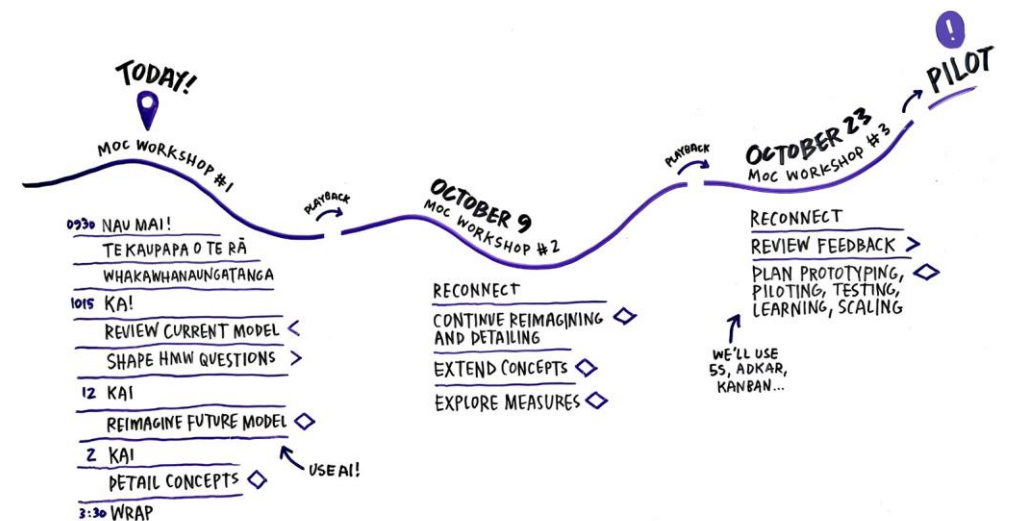 TODAY!
MOC WORKSHOP #1
0930 NAU MAI!
TE KAUPAPA O TE RĀ
WHAKAWHANAUNGATANGA
1015 KA!
REVIEW CURRENT MODEL <
SHAPE HMW QUESTIONS >
12 KAI
REIMAGINE FUTURE MODEL
USE AI!
2 KAI
DETAIL CONCEPTS
3:30 WRAP
PLAYBACK
OCTOBER 9
MOC WORKSHOP #2
RECONNECT
CONTINUE REIMAGINING
AND DETAILING
EXTEND CONCEPTS
EXPLORE MEASURES
PLAYBACK
OCTOBER 23
MOC WORKSHOP #3
RECONNECT
REVIEW FEEDBACK >
PLAN PROTOTYPING,
PILOTING, TESTING,
LEARNING, SCALING
WE'LL USE
5S, ADKAR,
KANBAN...
!
PILOT